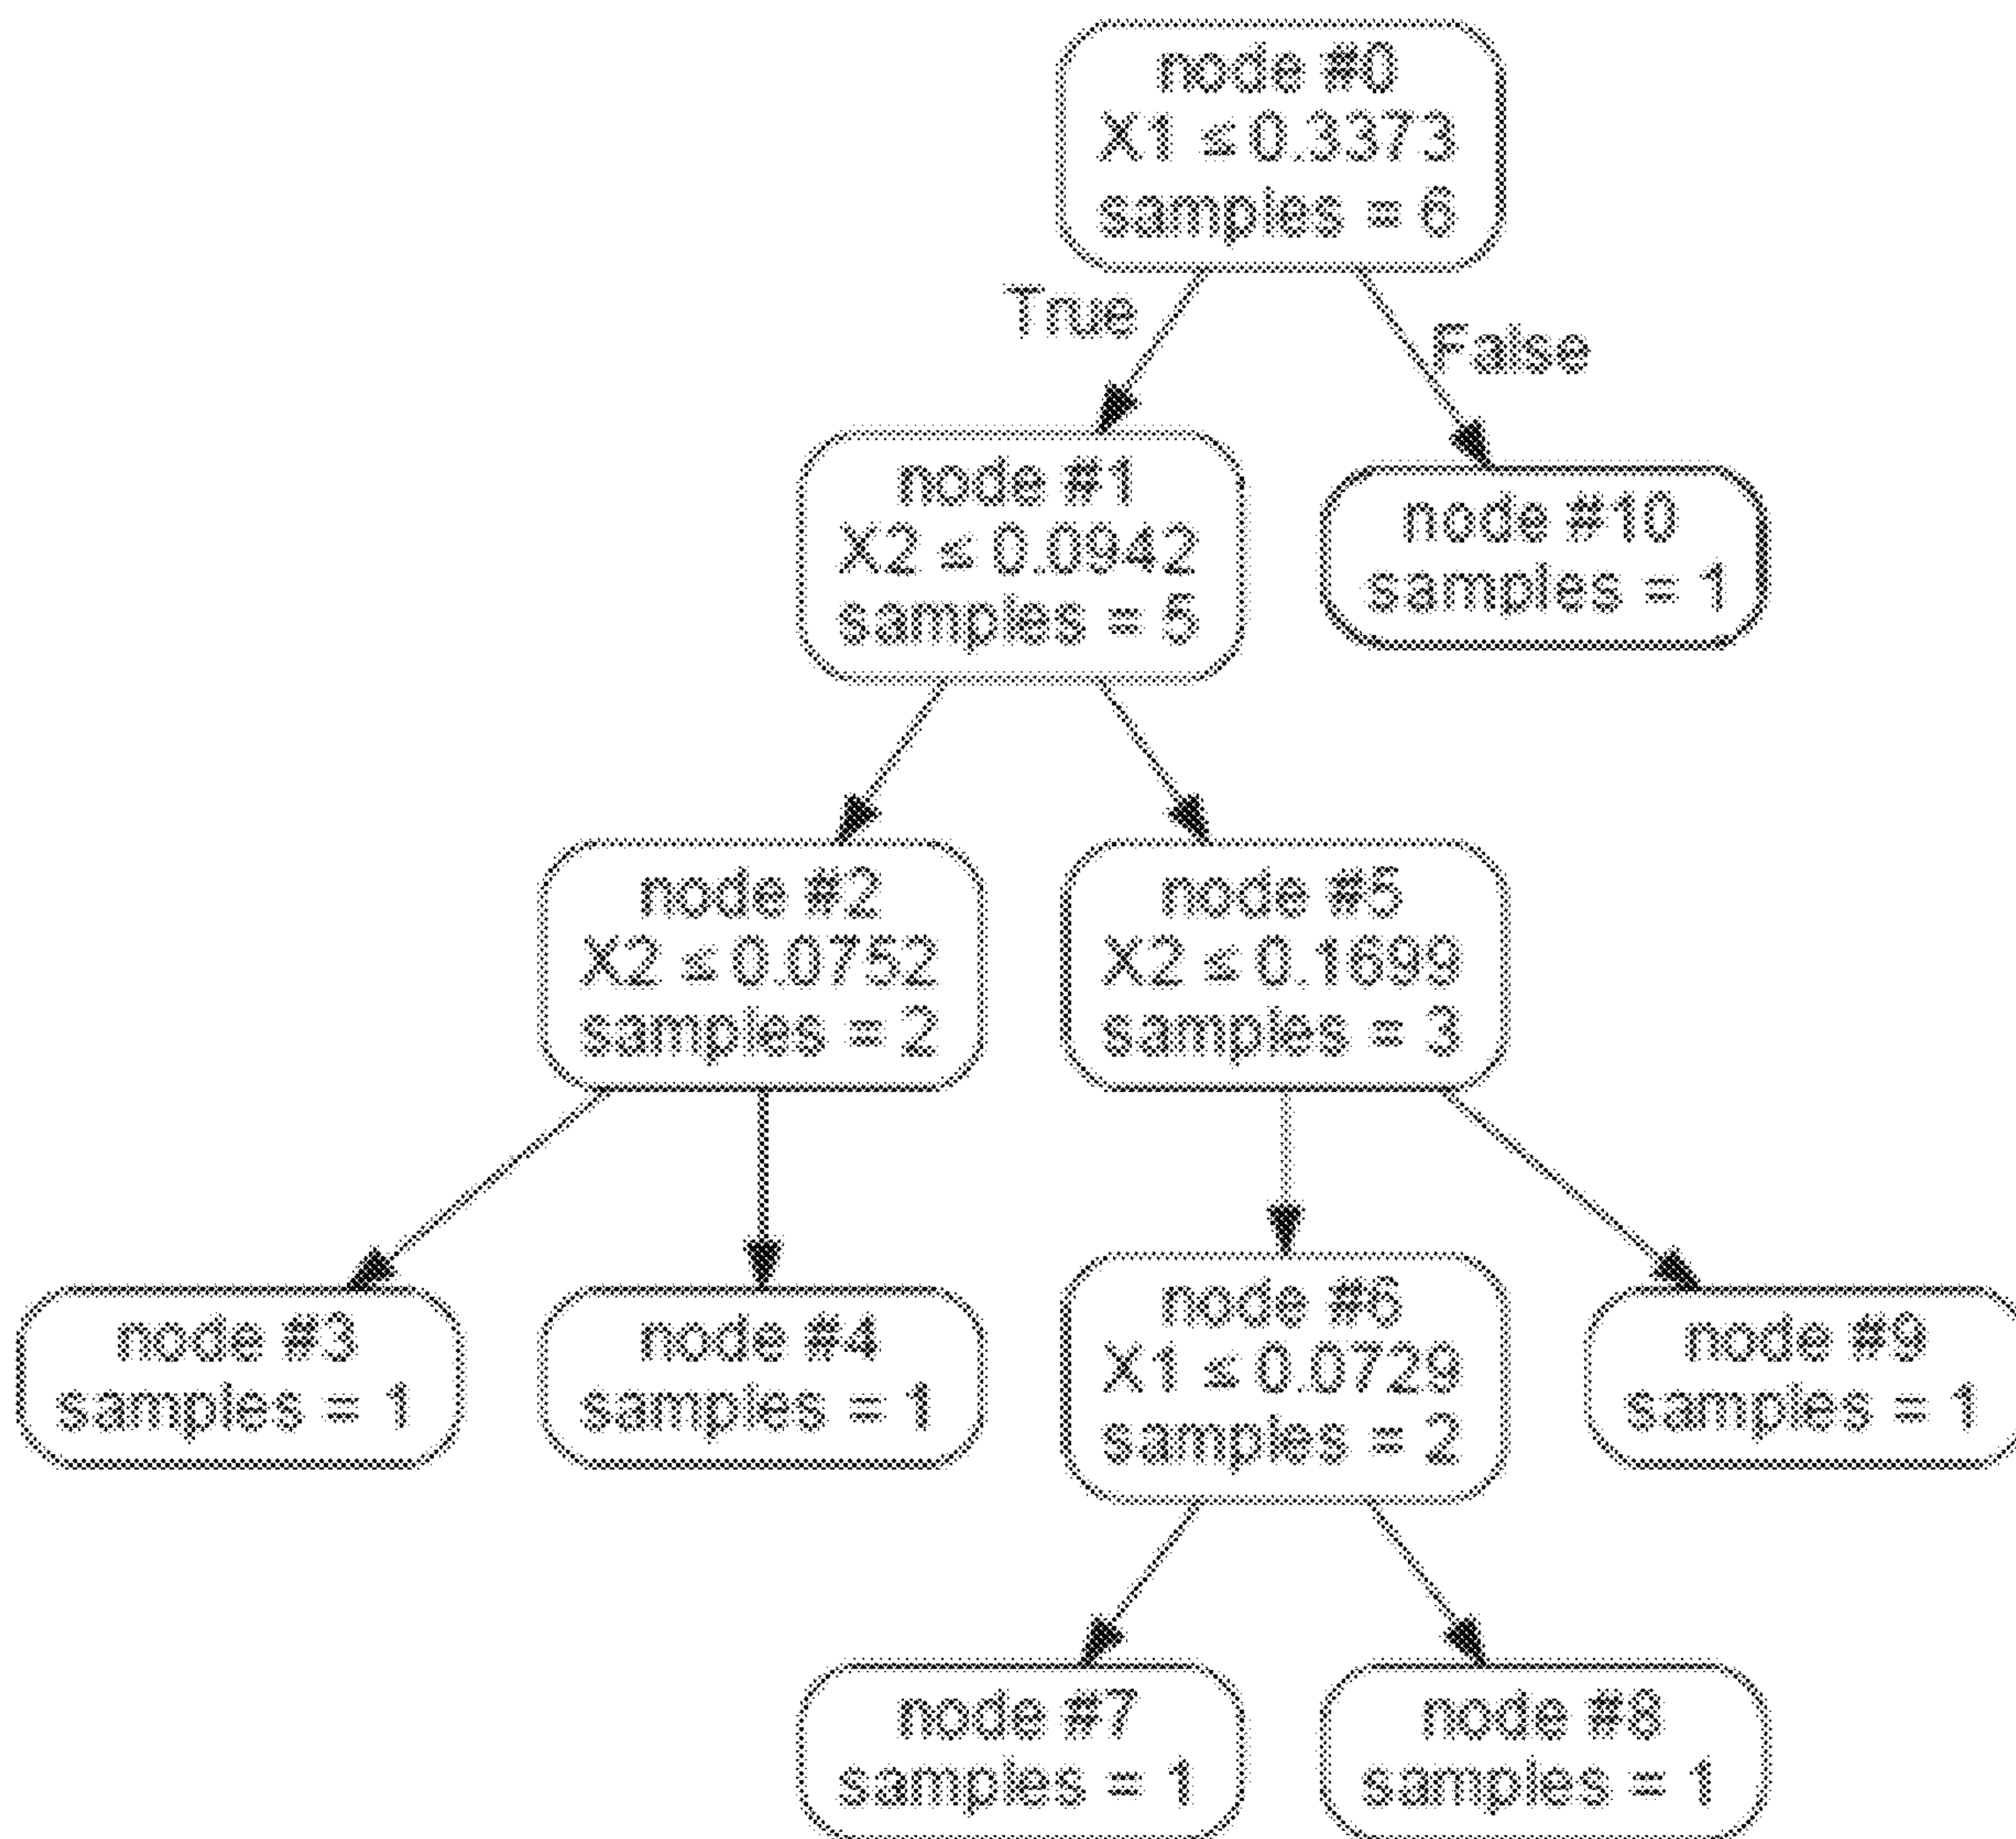 node #0
X1 ≤ 0.3373
samples = 6
True
False
node #1
X2 ≤ 0.0942
samples = 5
node #10
samples = 1
node #2
X2 ≤ 0.0752
samples = 2
node #5
X2 ≤ 0.1699
samples = 3
node #3
samples = 1
node #4
samples = 1
node #6
X1 ≤ 0.0729
samples = 2
node #9
samples = 1
node #7
samples = 1
node #8
samples = 1